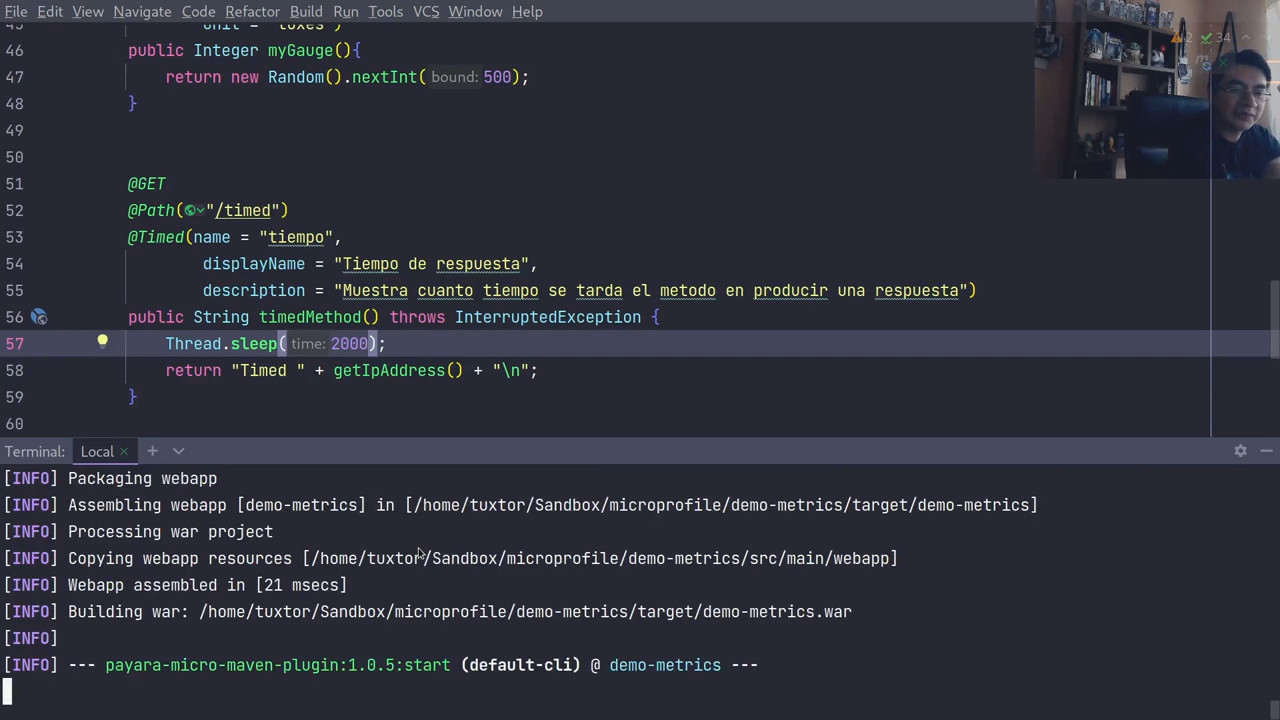 File Edit View Navigate Code Refactor Build Run Tools VCS Window Help
2 34
46 public Integer myGauge(){
47 return new Random().nextInt( bound: 500);
48 }
49
50
51 @GET
52 @Path("/timed")
53 @Timed(name = "tiempo",
54 displayName = "Tiempo de respuesta",
55 description = "Muestra cuanto tiempo se tarda el metodo en producir una respuesta")
56 public String timedMethod() throws InterruptedException {
57 Thread.sleep( time: 2000);
58 return "Timed " + getIpAddress() + "\n";
59 }
60
Terminal: Local × +
[INFO] Packaging webapp
[INFO] Assembling webapp [demo-metrics] in [/home/tuxtor/Sandbox/microprofile/demo-metrics/target/demo-metrics]
[INFO] Processing war project
[INFO] Copying webapp resources [/home/tuxtor/Sandbox/microprofile/demo-metrics/src/main/webapp]
[INFO] Webapp assembled in [21 msecs]
[INFO] Building war: /home/tuxtor/Sandbox/microprofile/demo-metrics/target/demo-metrics.war
[INFO]
[INFO] --- payara-micro-maven-plugin:1.0.5:start (default-cli) @ demo-metrics ---